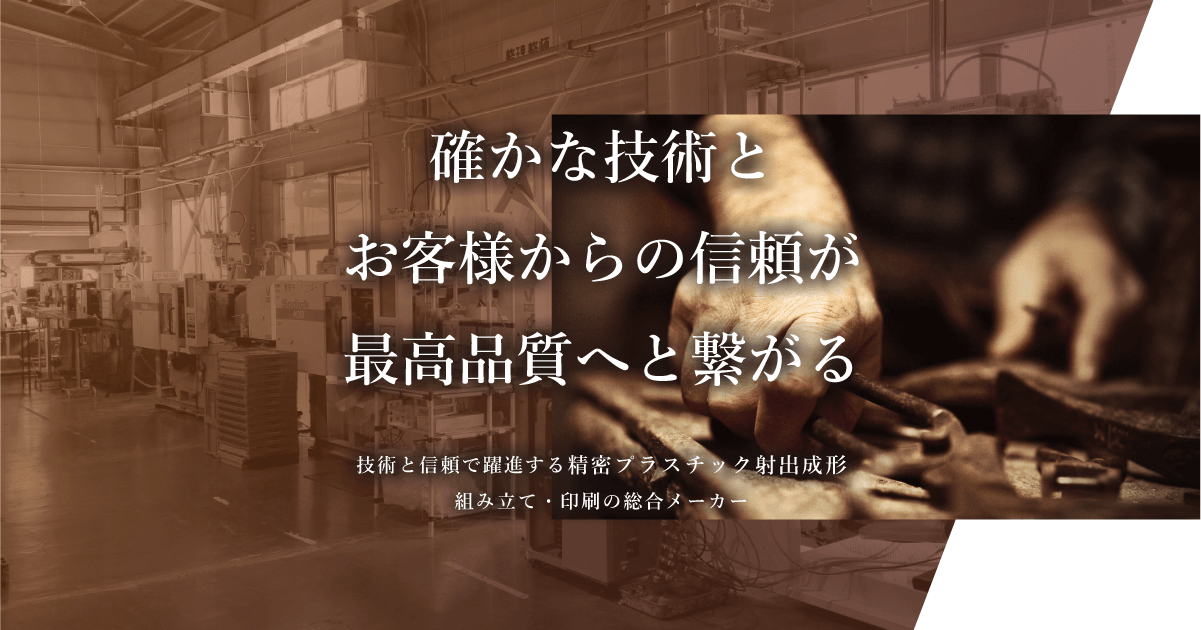 確かな技術と
お客様からの信頼が
最高品質へと繋がる
技術と信頼で躍進する精密プラスチック射出成形
組み立て・印刷の総合メーカー